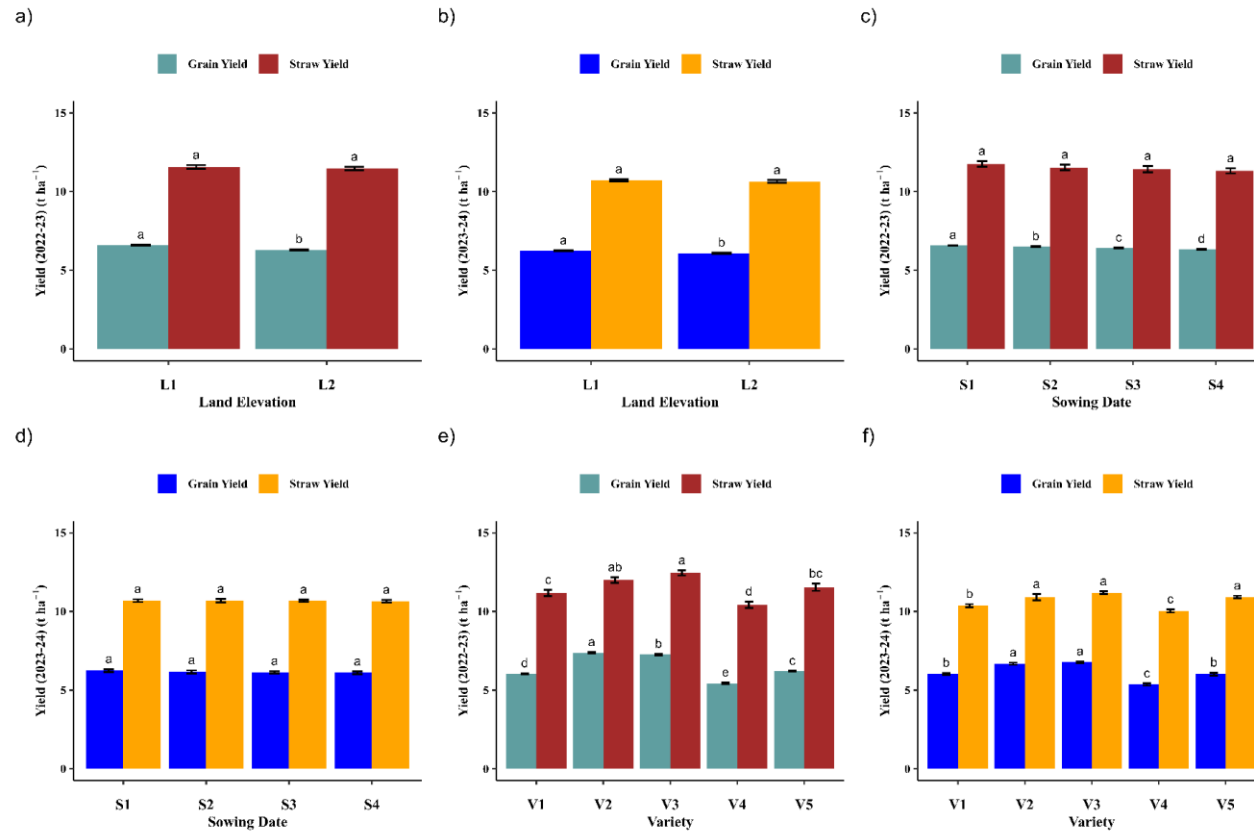 a)
Grain Yield Straw Yield
Yield (2022-23) (t ha⁻¹)
15
10
5
0
a
a
a
b
L1 L2
Land Elevation
b)
Grain Yield Straw Yield
Yield (2023-24) (t ha⁻¹)
15
10
5
0
a
a
a
b
L1 L2
Land Elevation
c)
Grain Yield Straw Yield
Yield (2022-23) (t ha⁻¹)
15
10
5
0
a a a a
a b c d
S1 S2 S3 S4
Sowing Date
d)
Grain Yield Straw Yield
Yield (2023-24) (t ha⁻¹)
15
10
5
0
a a a a
a a a a
S1 S2 S3 S4
Sowing Date
e)
Grain Yield Straw Yield
Yield (2022-23) (t ha⁻¹)
15
10
5
0
c ab a d bc
d a b e c
V1 V2 V3 V4 V5
Variety
f)
Grain Yield Straw Yield
Yield (2023-24) (t ha⁻¹)
15
10
5
0
b a a c a
b a a c b
V1 V2 V3 V4 V5
Variety